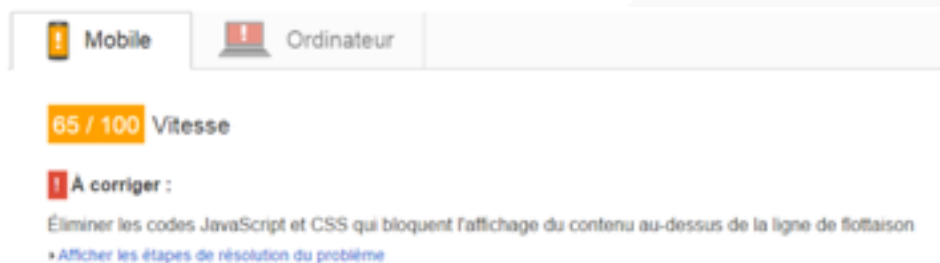 Mobile
Ordinateur
65 / 100 Vitesse
! À corriger :
Éliminer les codes JavaScript et CSS qui bloquent l'affichage du contenu au-dessus de la ligne de flottaison
Afficher les étapes de résolution du problème